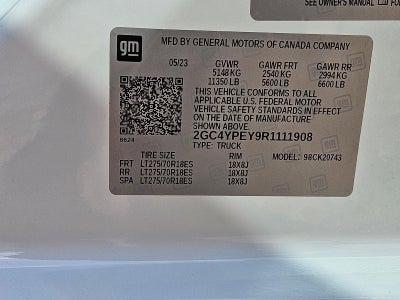 SEE OWNER'S MANUAL
gm
MFD BY GENERAL MOTORS OF CANADA COMPANY
05/23 GVWR GAWR FRT GAWR RR
5148 KG 2540 KG 2994 KG
11350 LB 5600 LB 6600 LB
THIS VEHICLE CONFORMS TO ALL
APPLICABLE U.S. FEDERAL MOTOR
VEHICLE SAFETY STANDARDS IN EFFECT
ON THE DATE OF MANUFACTURE
SHOWN ABOVE.
6624
2GC4YPEY9R1111908
TYPE: TRUCK
TIRE SIZE RIM MODEL: 98CK20743
FRT LT275/70R18ES 18X8J
RR LT275/70R18ES 18X8J
SPA LT275/70R18ES 18X8J